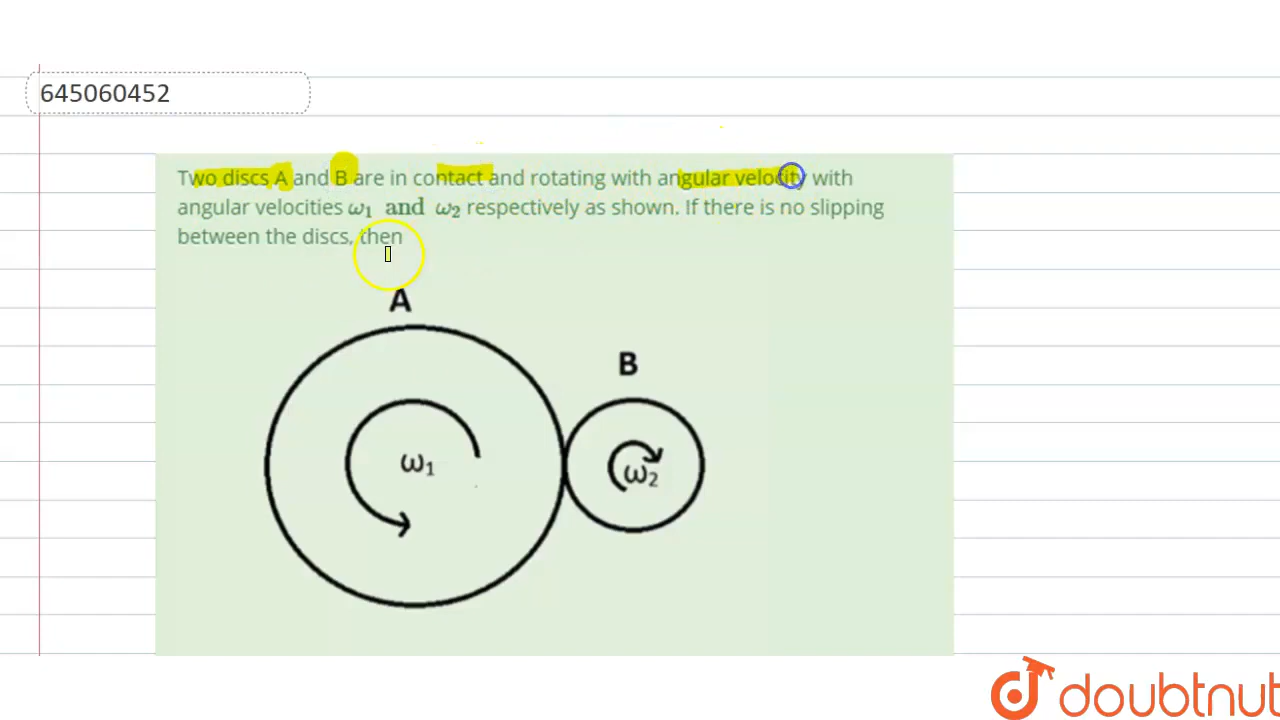 645060452
Two discs A and B are in contact and rotating with angular velocity with
angular velocities ω₁ and ω₂ respectively as shown. If there is no slipping
between the discs, then
A
B
ω₁
ω₂
doubtnut